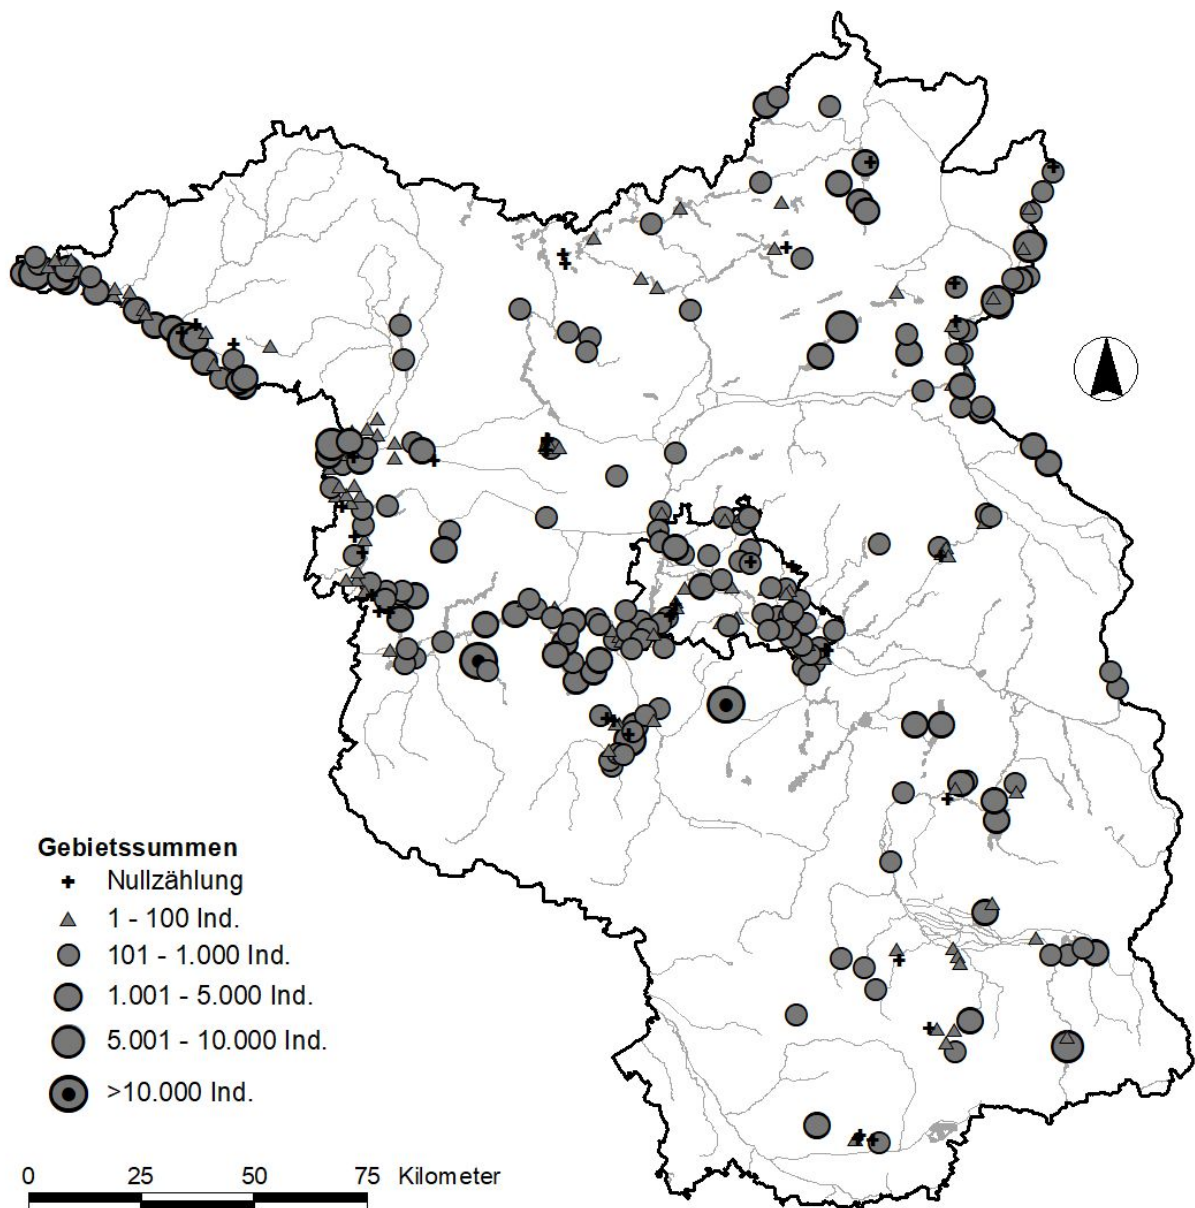 Gebietssummen
Nullzählung
1 - 100 Ind.
101 - 1.000 Ind.
1.001 - 5.000 Ind.
5.001 - 10.000 Ind.
>10.000 Ind.
0 25 50 75 Kilometer